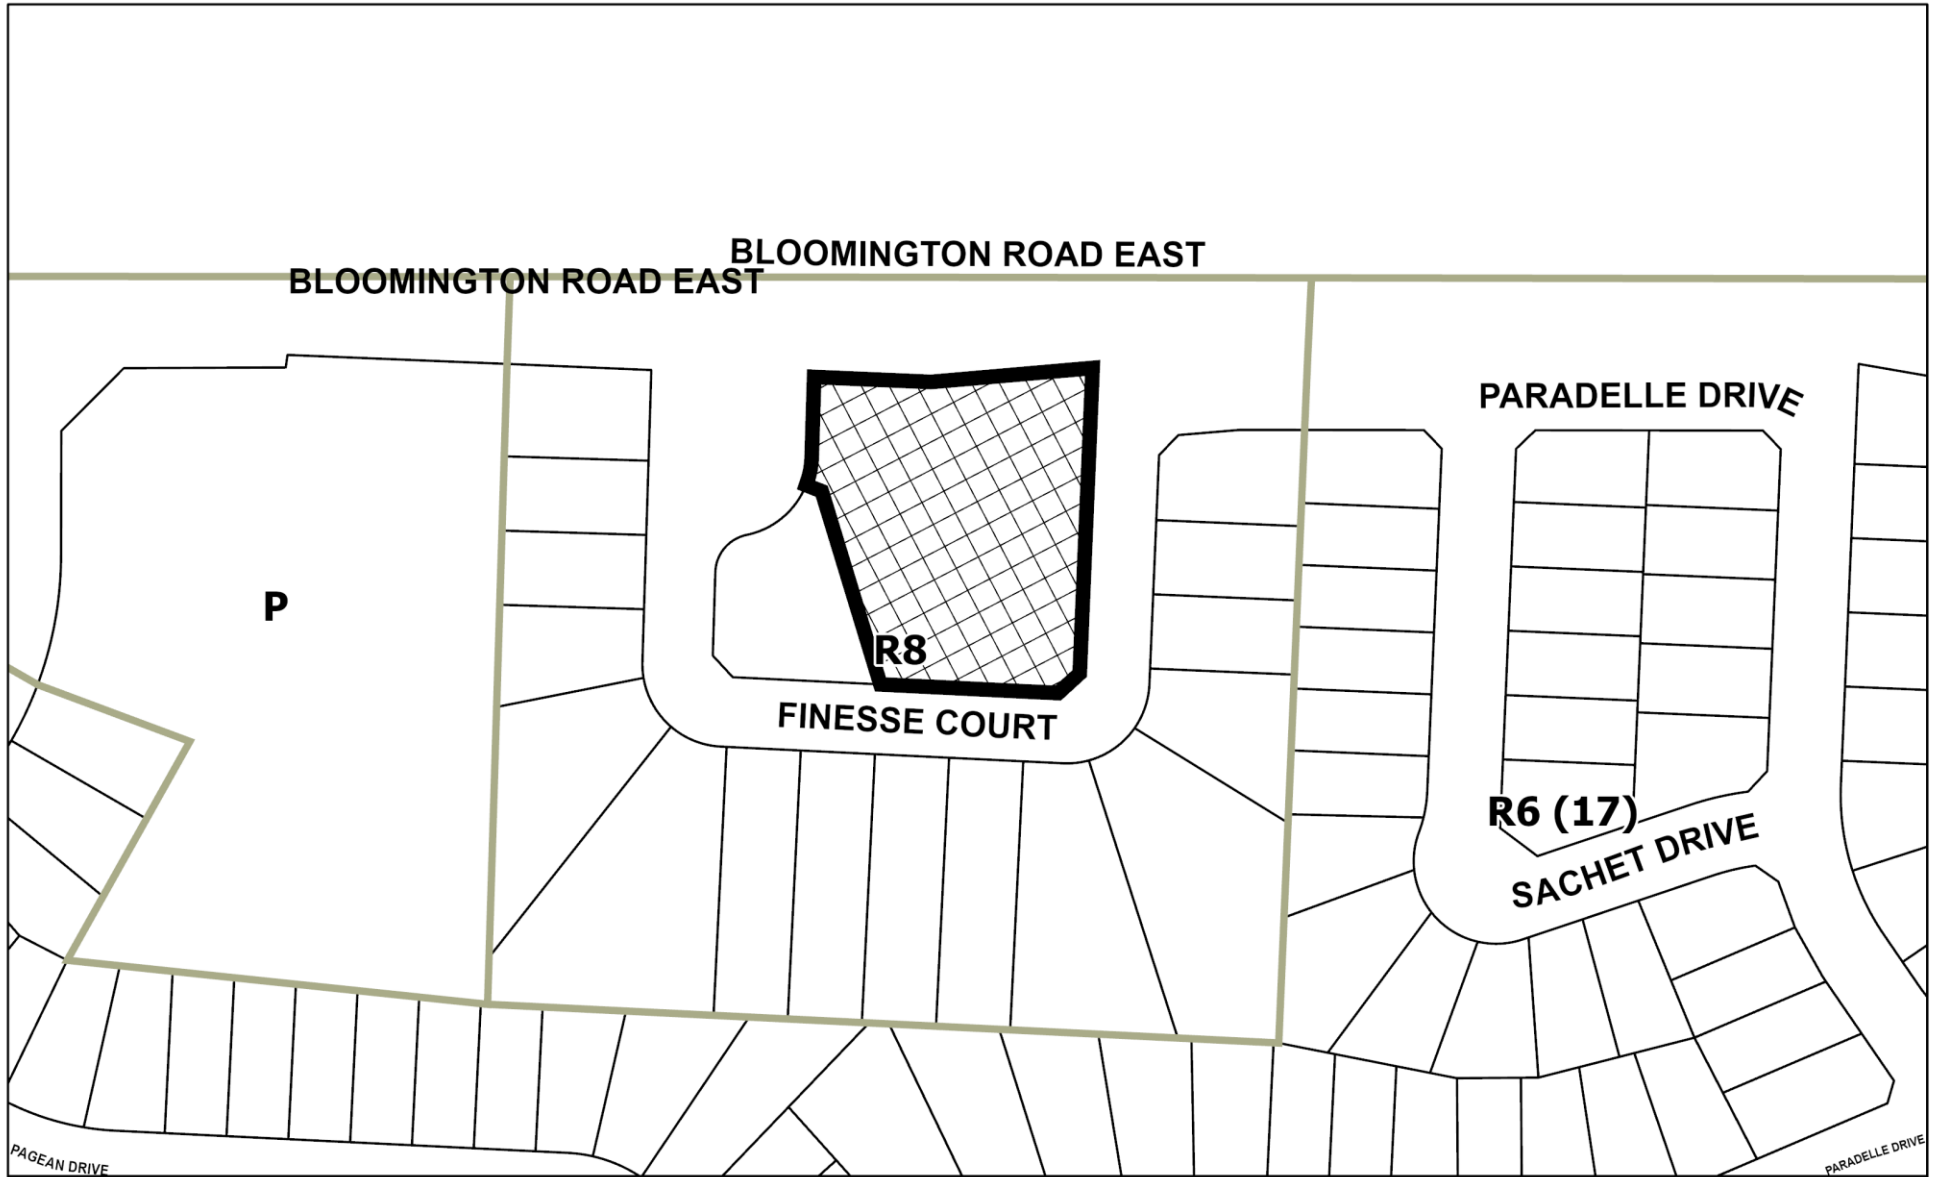 BLOOMINGTON ROAD EAST
BLOOMINGTON ROAD EAST
PARADELLE DRIVE
P
R8
FINESSE COURT
R6 (17)
SACHET DRIVE
PAGEAN DRIVE
PARADELLE DRIVE